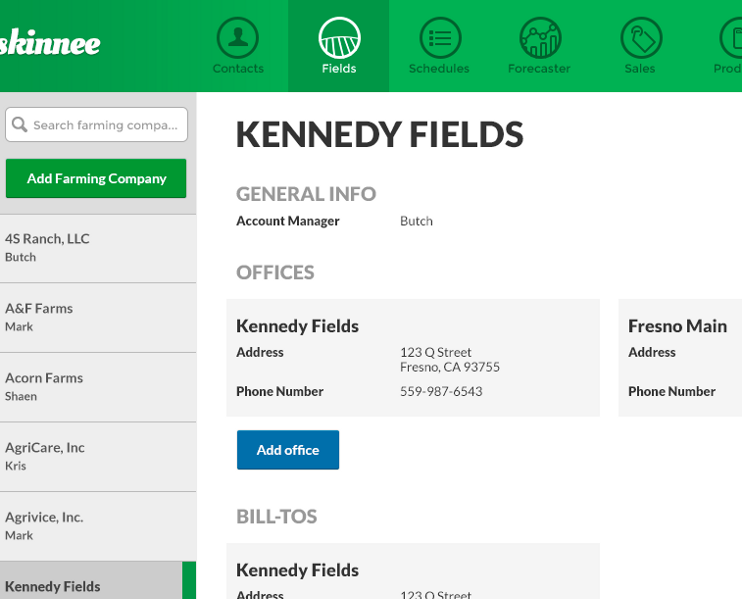 skinnee
Contacts
Fields
Schedules
Forecaster
Sales
Prod
Search farming compa...
Add Farming Company
4S Ranch, LLC
Butch
A&F Farms
Mark
Acorn Farms
Shaen
AgriCare, Inc
Kris
Agrivice, Inc.
Mark
Kennedy Fields
KENNEDY FIELDS
GENERAL INFO
Account Manager Butch
OFFICES
Kennedy Fields
Address 123 Q Street
Fresno, CA 93755
Phone Number 559-987-6543
Fresno Main
Address
Phone Number
Add office
BILL-TOS
Kennedy Fields
Address 123 Q Street